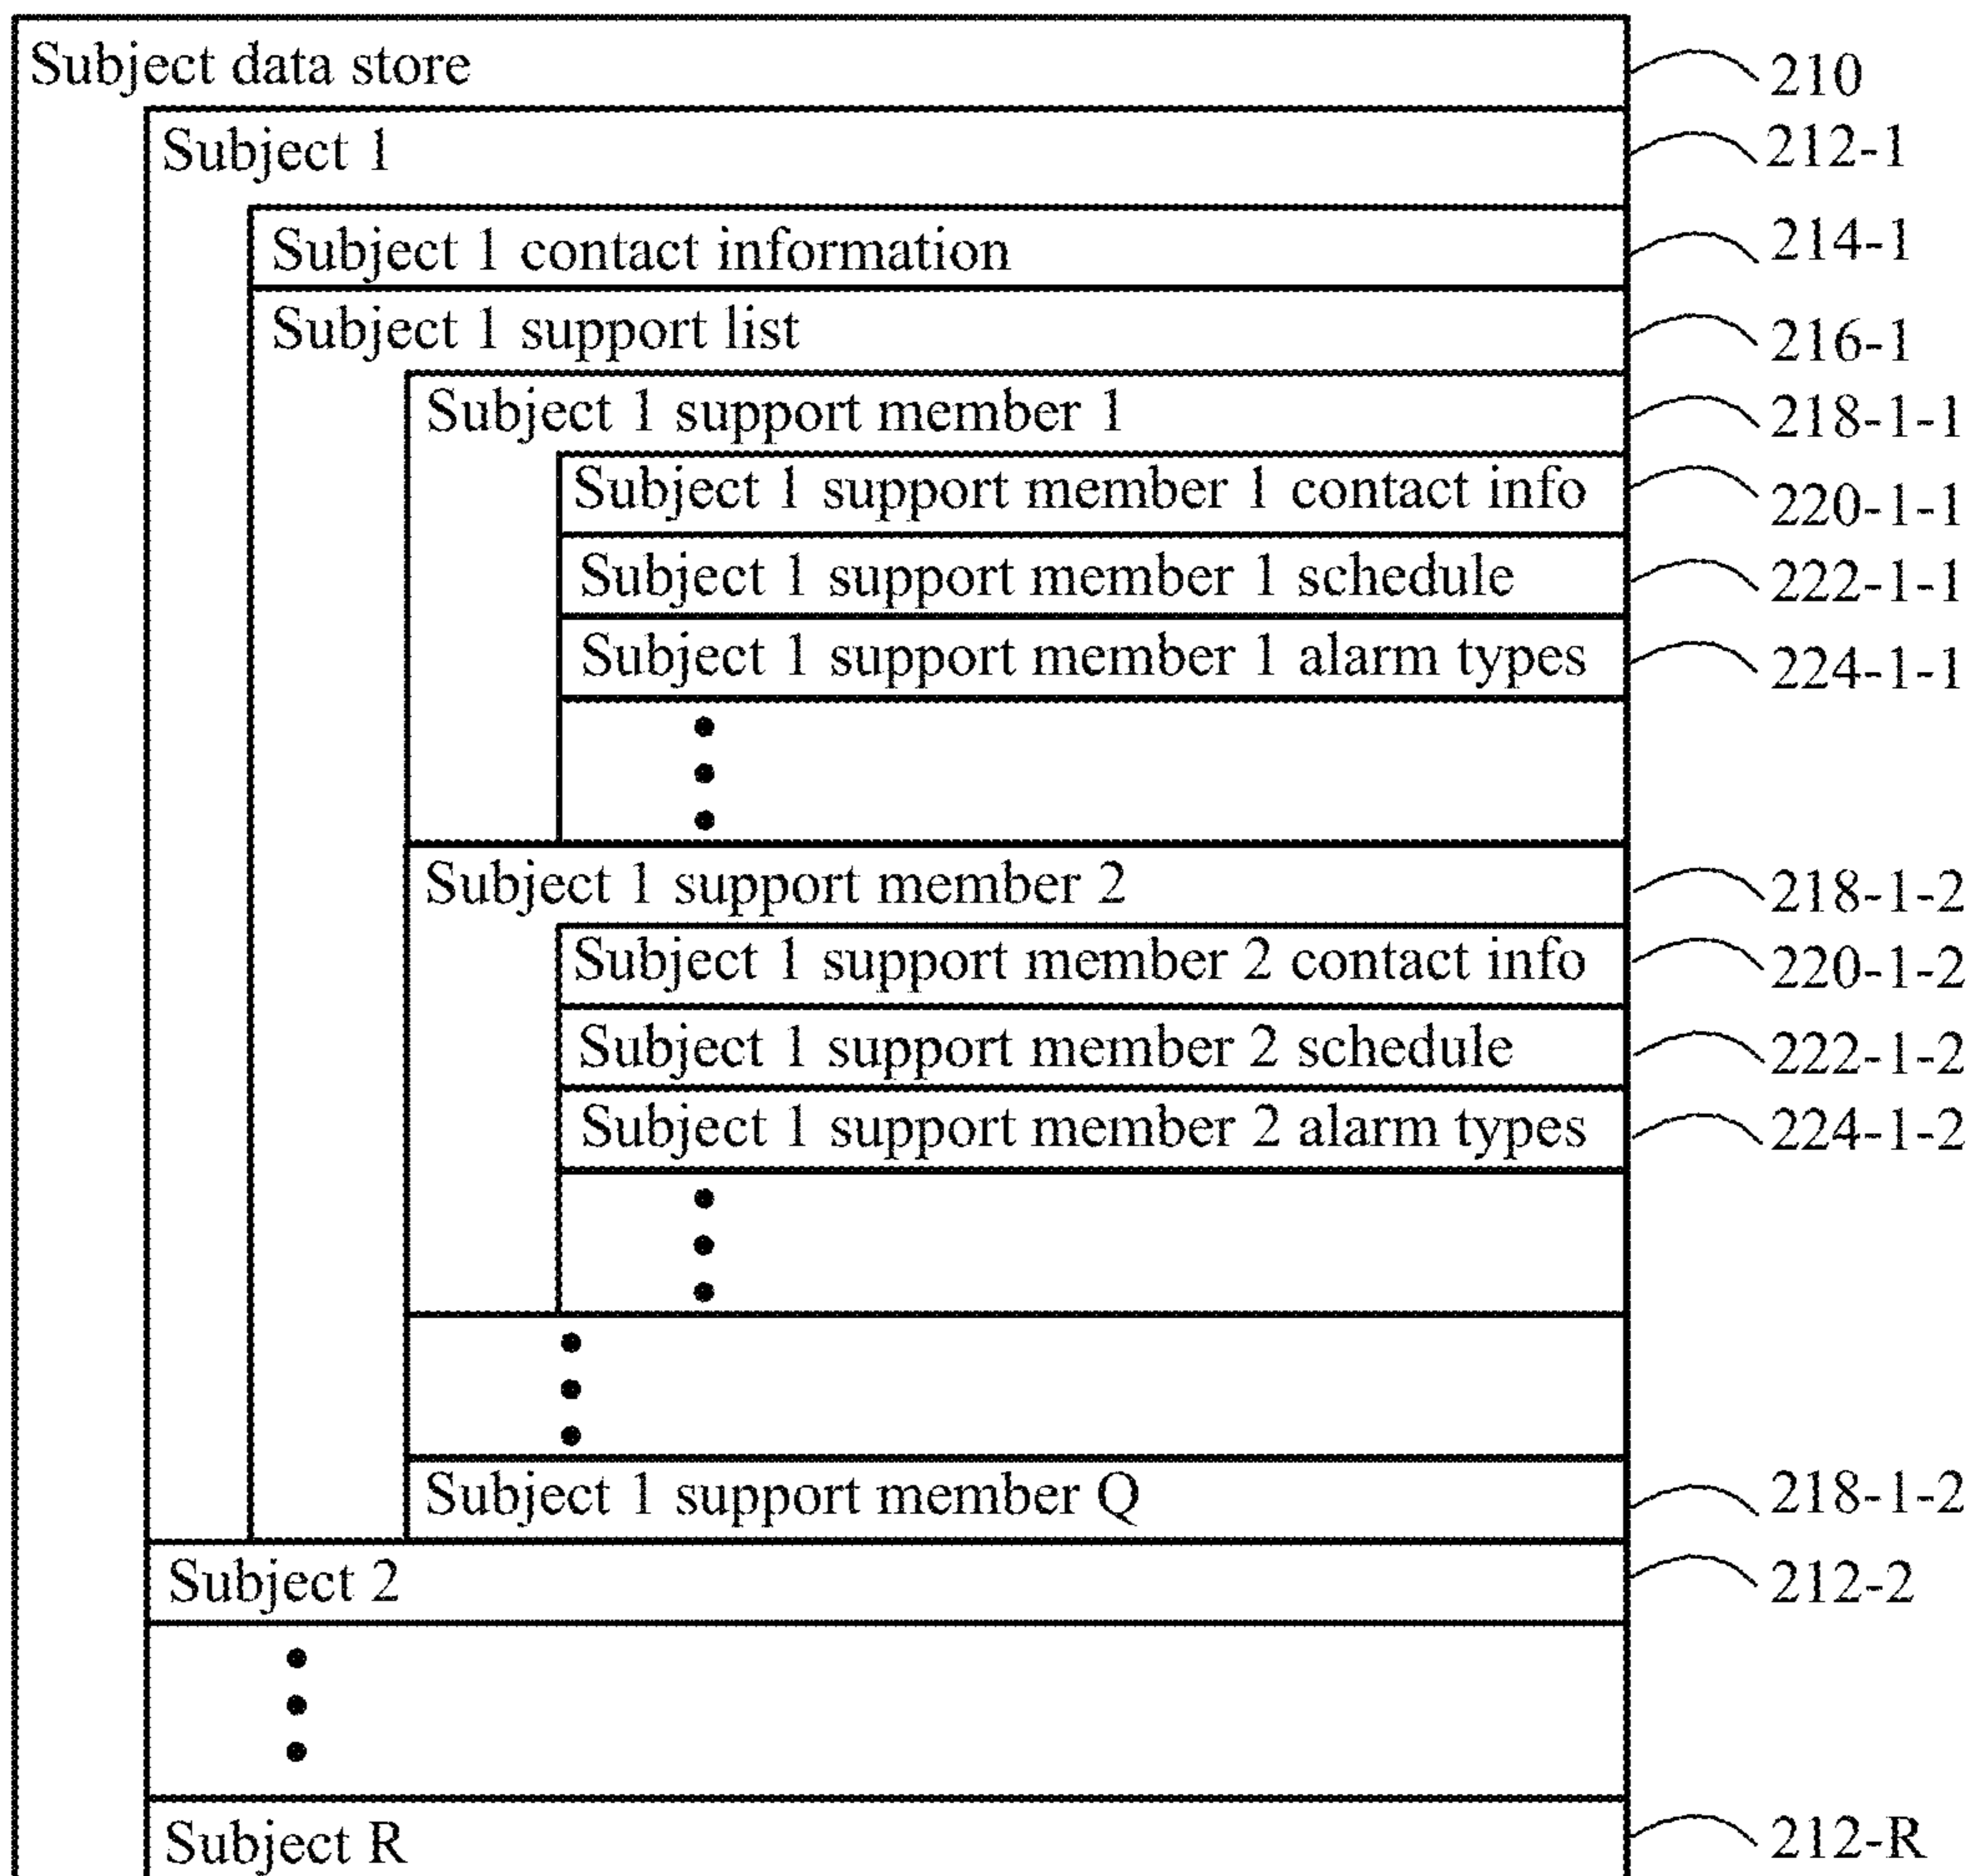 Subject data store 210
Subject 1 212-1
Subject 1 contact information 214-1
Subject 1 support list 216-1
Subject 1 support member 1 218-1-1
Subject 1 support member 1 contact info 220-1-1
Subject 1 support member 1 schedule 222-1-1
Subject 1 support member 1 alarm types 224-1-1
Subject 1 support member 2 218-1-2
Subject 1 support member 2 contact info 220-1-2
Subject 1 support member 2 schedule 222-1-2
Subject 1 support member 2 alarm types 224-1-2
Subject 1 support member Q 218-1-2
Subject 2 212-2
Subject R 212-R